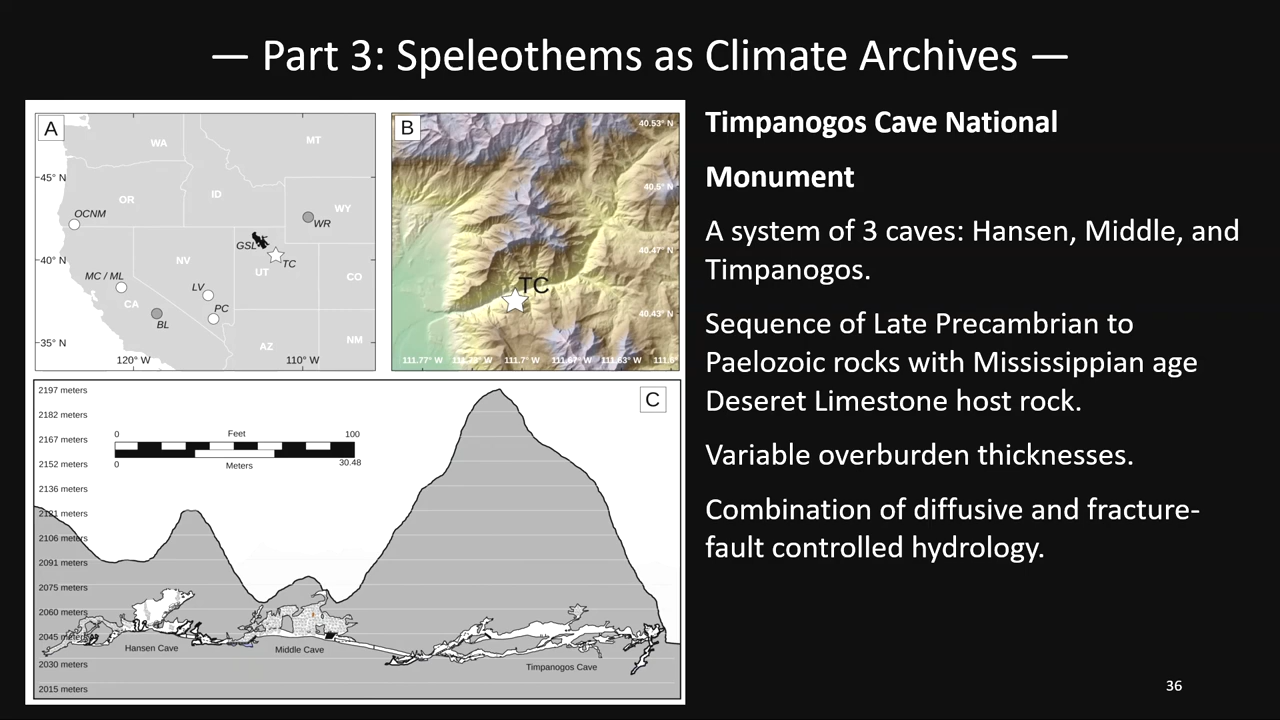 — Part 3: Speleothems as Climate Archives —
A
WA
MT
45° N
OR
ID
WY
OCNM
WR
GSL
TC
40° N
NV
UT
CO
MC / ML
LV
CA
PC
BL
35° N
AZ
NM
120° W
110° W
B
40.53° N
40.5° N
40.47° N
TC
40.43° N
111.77° W
111.7° W
111.67° W
111.63° W
C
2197 meters
2182 meters
2167 meters
2152 meters
2136 meters
2121 meters
2106 meters
2091 meters
2075 meters
2060 meters
2045 meters
2030 meters
2015 meters
0 Feet 100
0 Meters 30.48
Hansen Cave
Middle Cave
Timpanogos Cave
Timpanogos Cave National
Monument
A system of 3 caves: Hansen, Middle, and
Timpanogos.
Sequence of Late Precambrian to
Paelozoic rocks with Mississippian age
Deseret Limestone host rock.
Variable overburden thicknesses.
Combination of diffusive and fracture-
fault controlled hydrology.
36